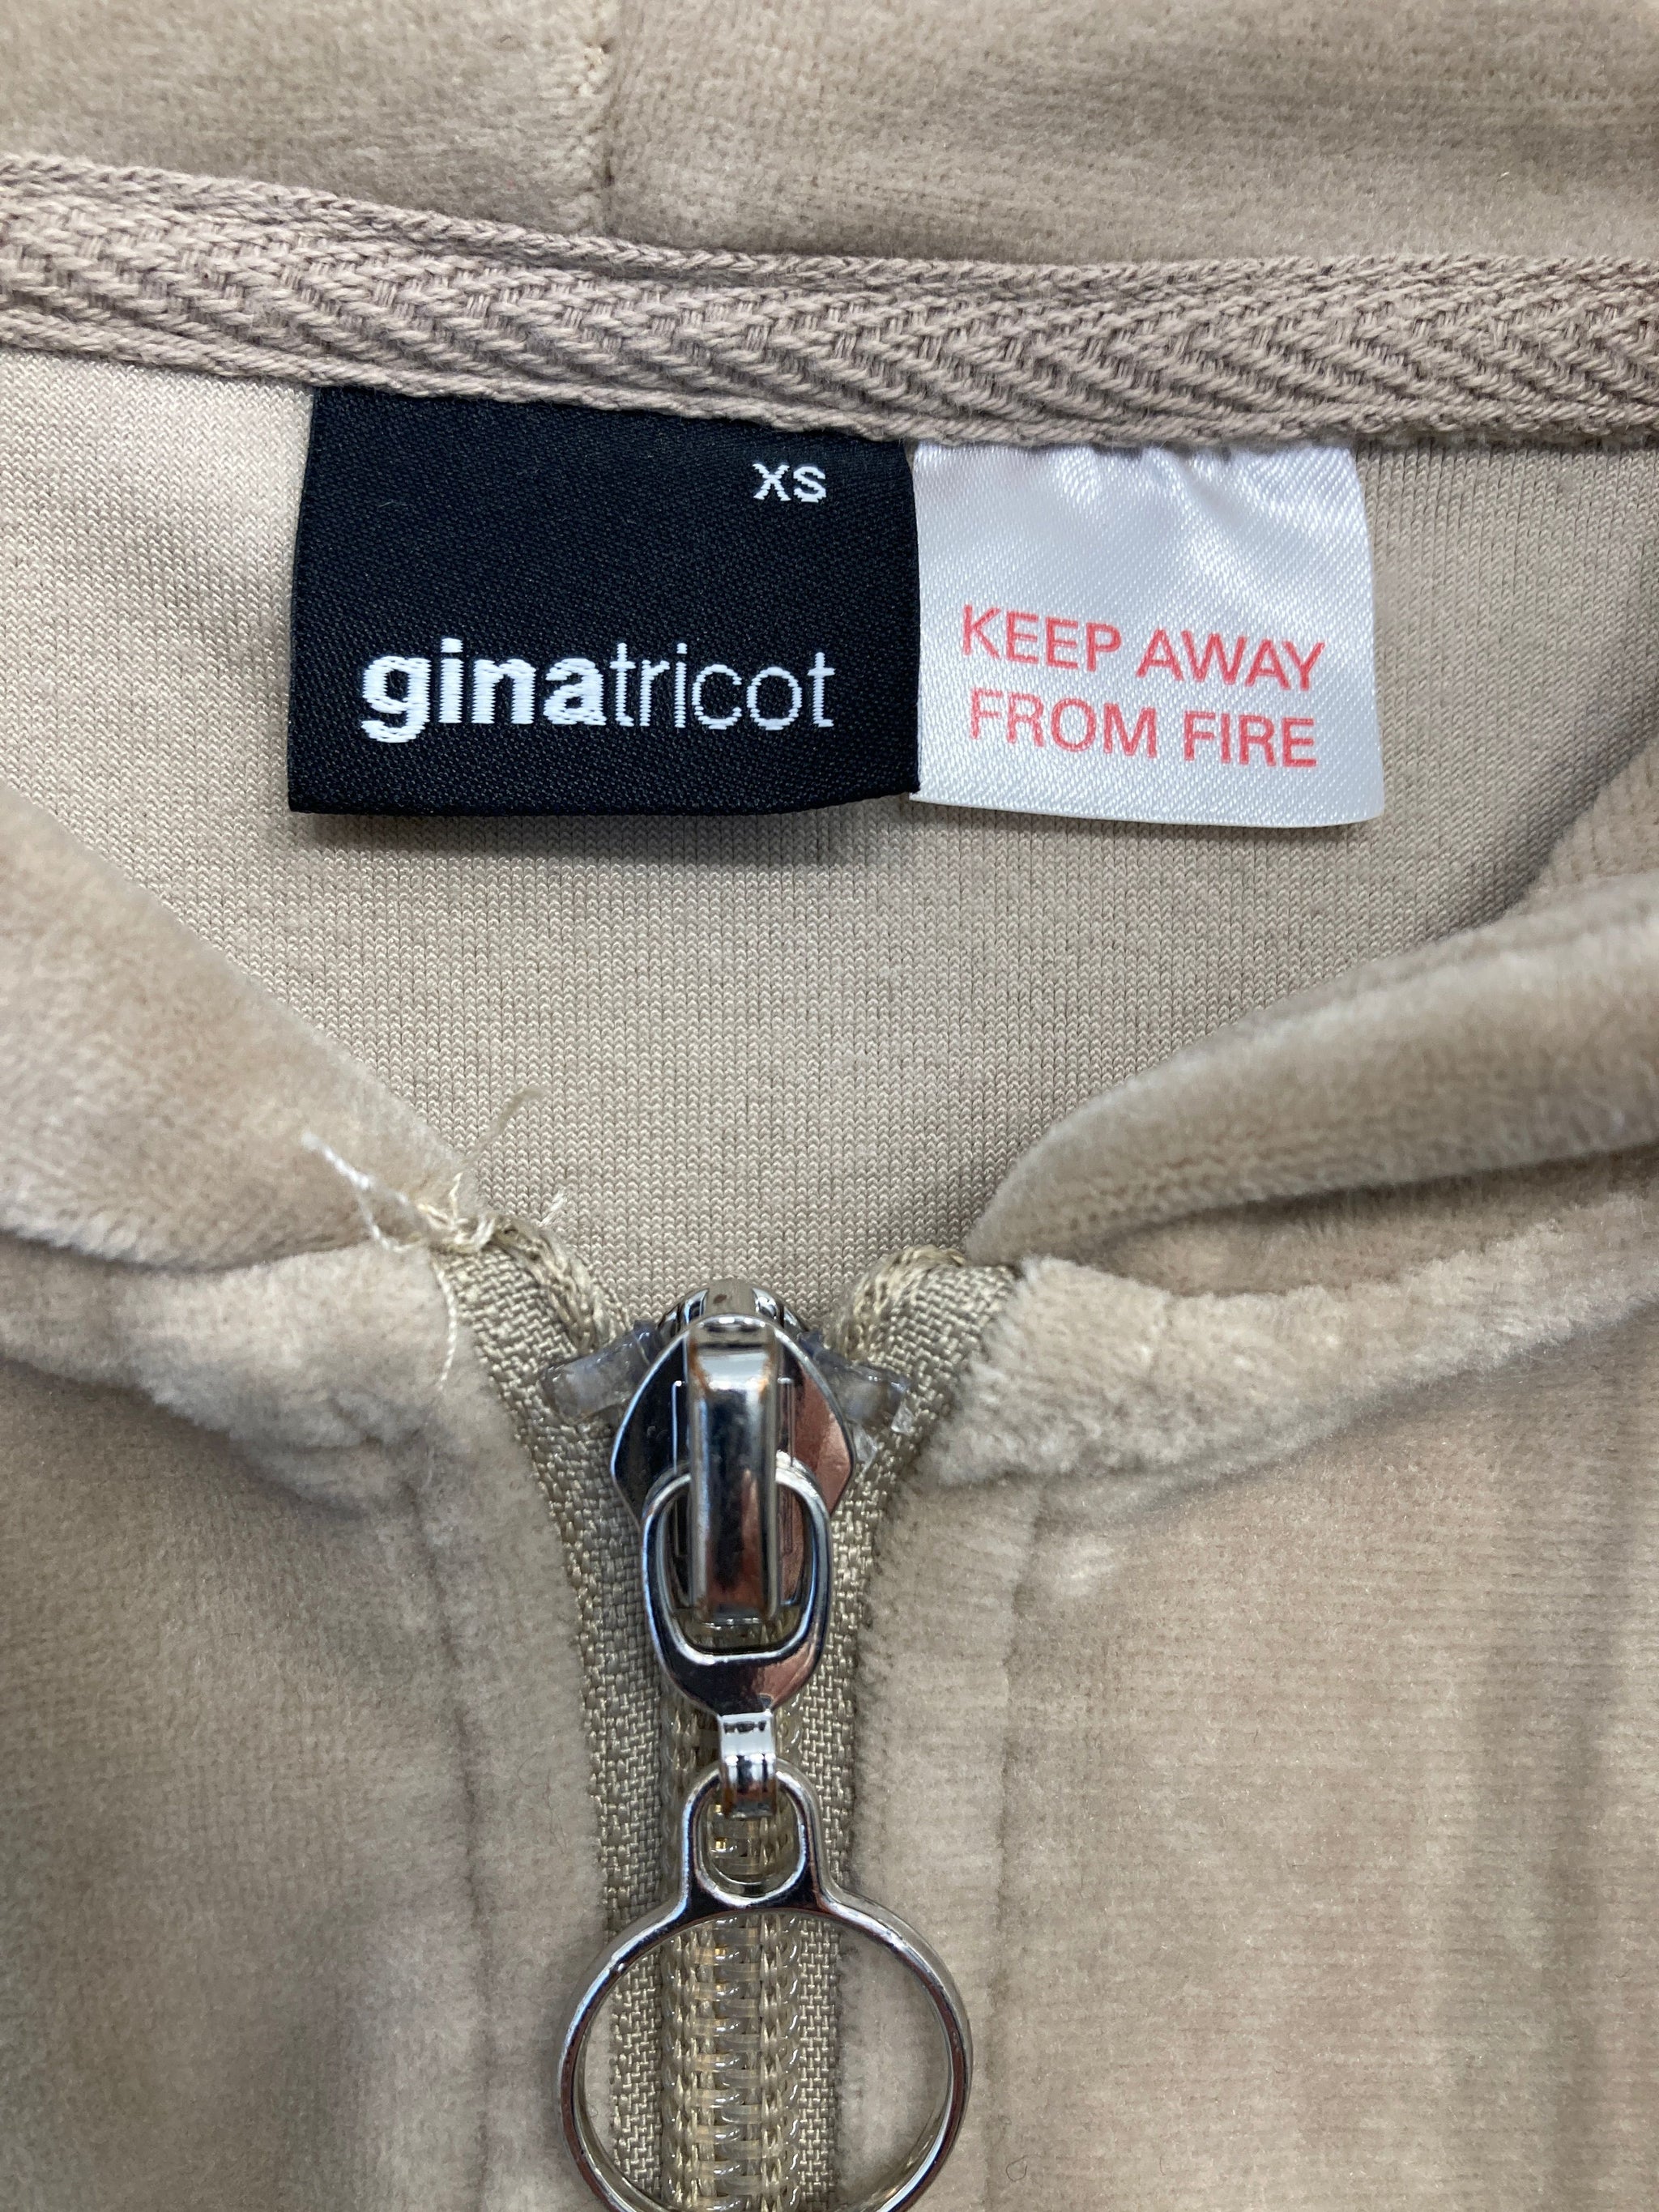 XS
ginatricot
KEEP AWAY
FROM FIRE